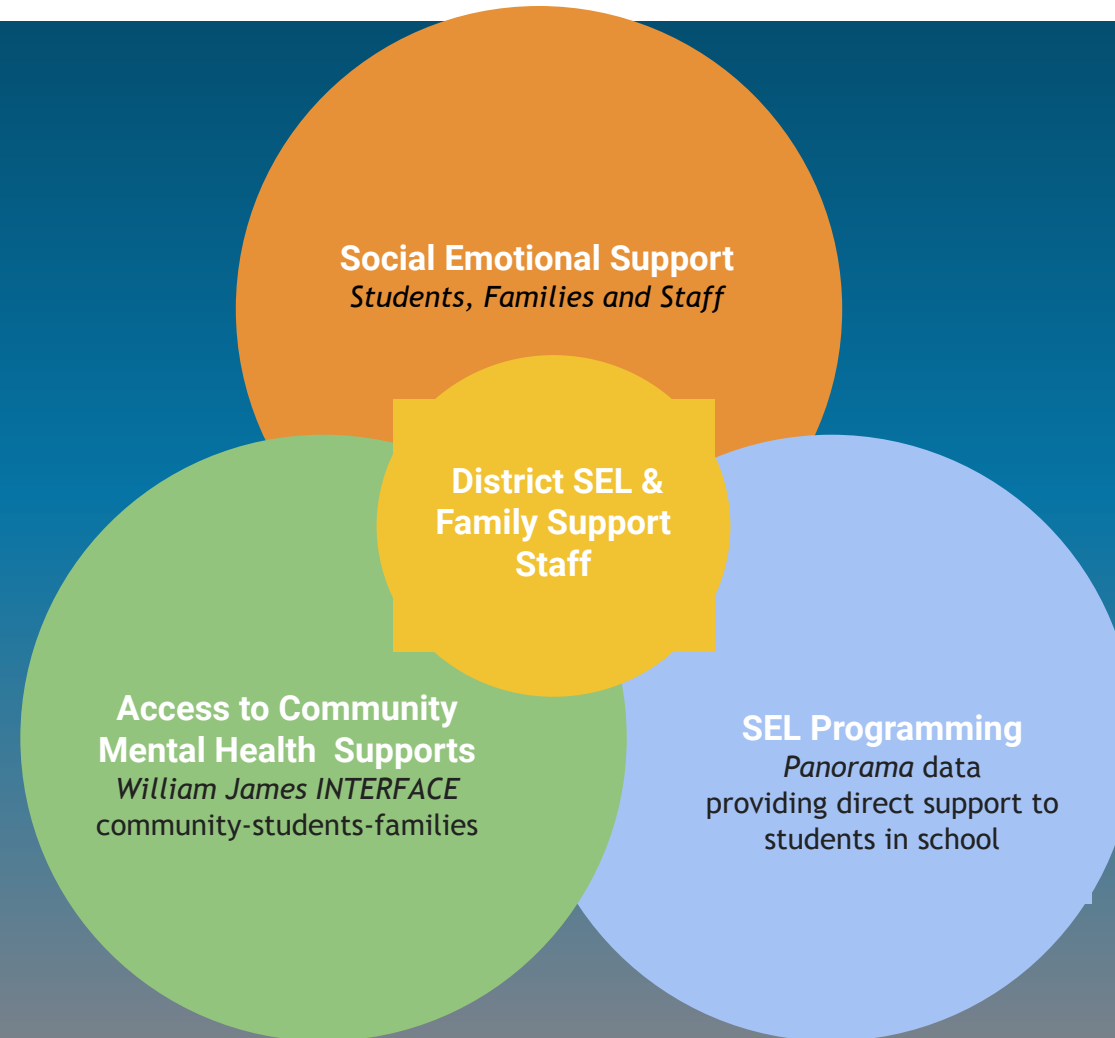 Social Emotional Support
Students, Families and Staff
District SEL &
Family Support
Staff
Access to Community
Mental Health  Supports
William James INTERFACE
community-students-families
SEL Programming
Panorama data
providing direct support to
students in school